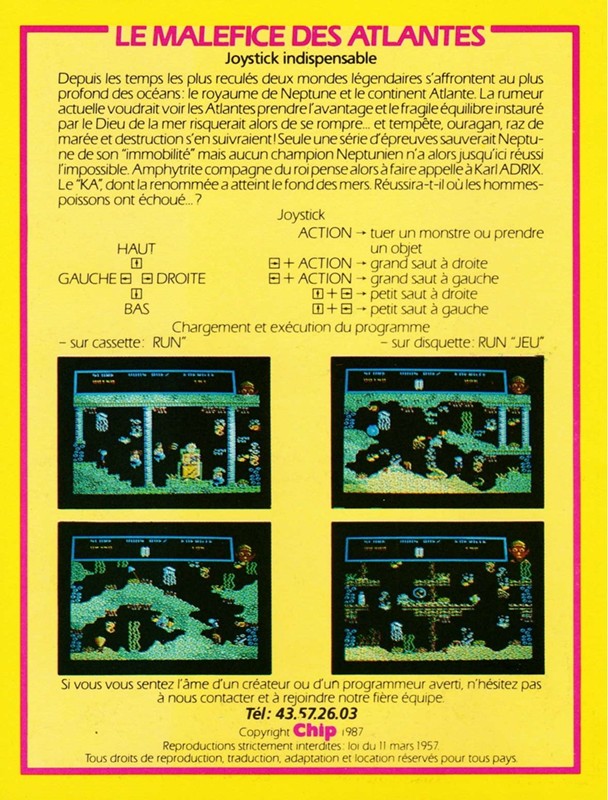 LE MALEFICE DES ATLANTES
Joystick indispensable
Depuis les temps les plus reculés deux mondes légendaires s'affrontent au plus
profond des océans: le royaume de Neptune et le continent Atlante. La rumeur
actuelle voudrait voir les Atlantes prendre l'avantage et le fragile équilibre instauré
par le Dieu de la mer risquerait alors de se rompre... et tempête, ouragan, raz de
marée et destruction s'en suivraient! Seule une série d'épreuves sauverait Neptu-
ne de son "immobilité" mais aucun champion Neptunien n'a alors jusqu'ici réussi
l'impossible. Amphytrite compagne du roi pense alors à faire appelle à Karl ADRIX.
Le "KA", dont la renommée a atteint le fond des mers. Réussira-t-il où les hommes-
poissons ont échoué...?
Joystick
ACTION → tuer un monstre ou prendre
un objet
HAUT
↑
GAUCHE ← → DROITE
↓
BAS
→ + ACTION → grand saut à droite
← + ACTION → grand saut à gauche
↑ + → → petit saut à droite
↑ + ← → petit saut à gauche
Chargement et exécution du programme
– sur cassette: RUN"
– sur disquette: RUN "JEU"
SCORE
SCORE
SCORE
SCORE
Si vous vous sentez l'âme d'un créateur ou d'un programmeur averti, n'hésitez pas
à nous contacter et à rejoindre notre fière équipe.
Tél: 43.57.26.03
Copyright Chip 1987
Reproductions strictement interdites: loi du 11 mars 1957.
Tous droits de reproduction, traduction, adaptation et location réservés pour tous pays.